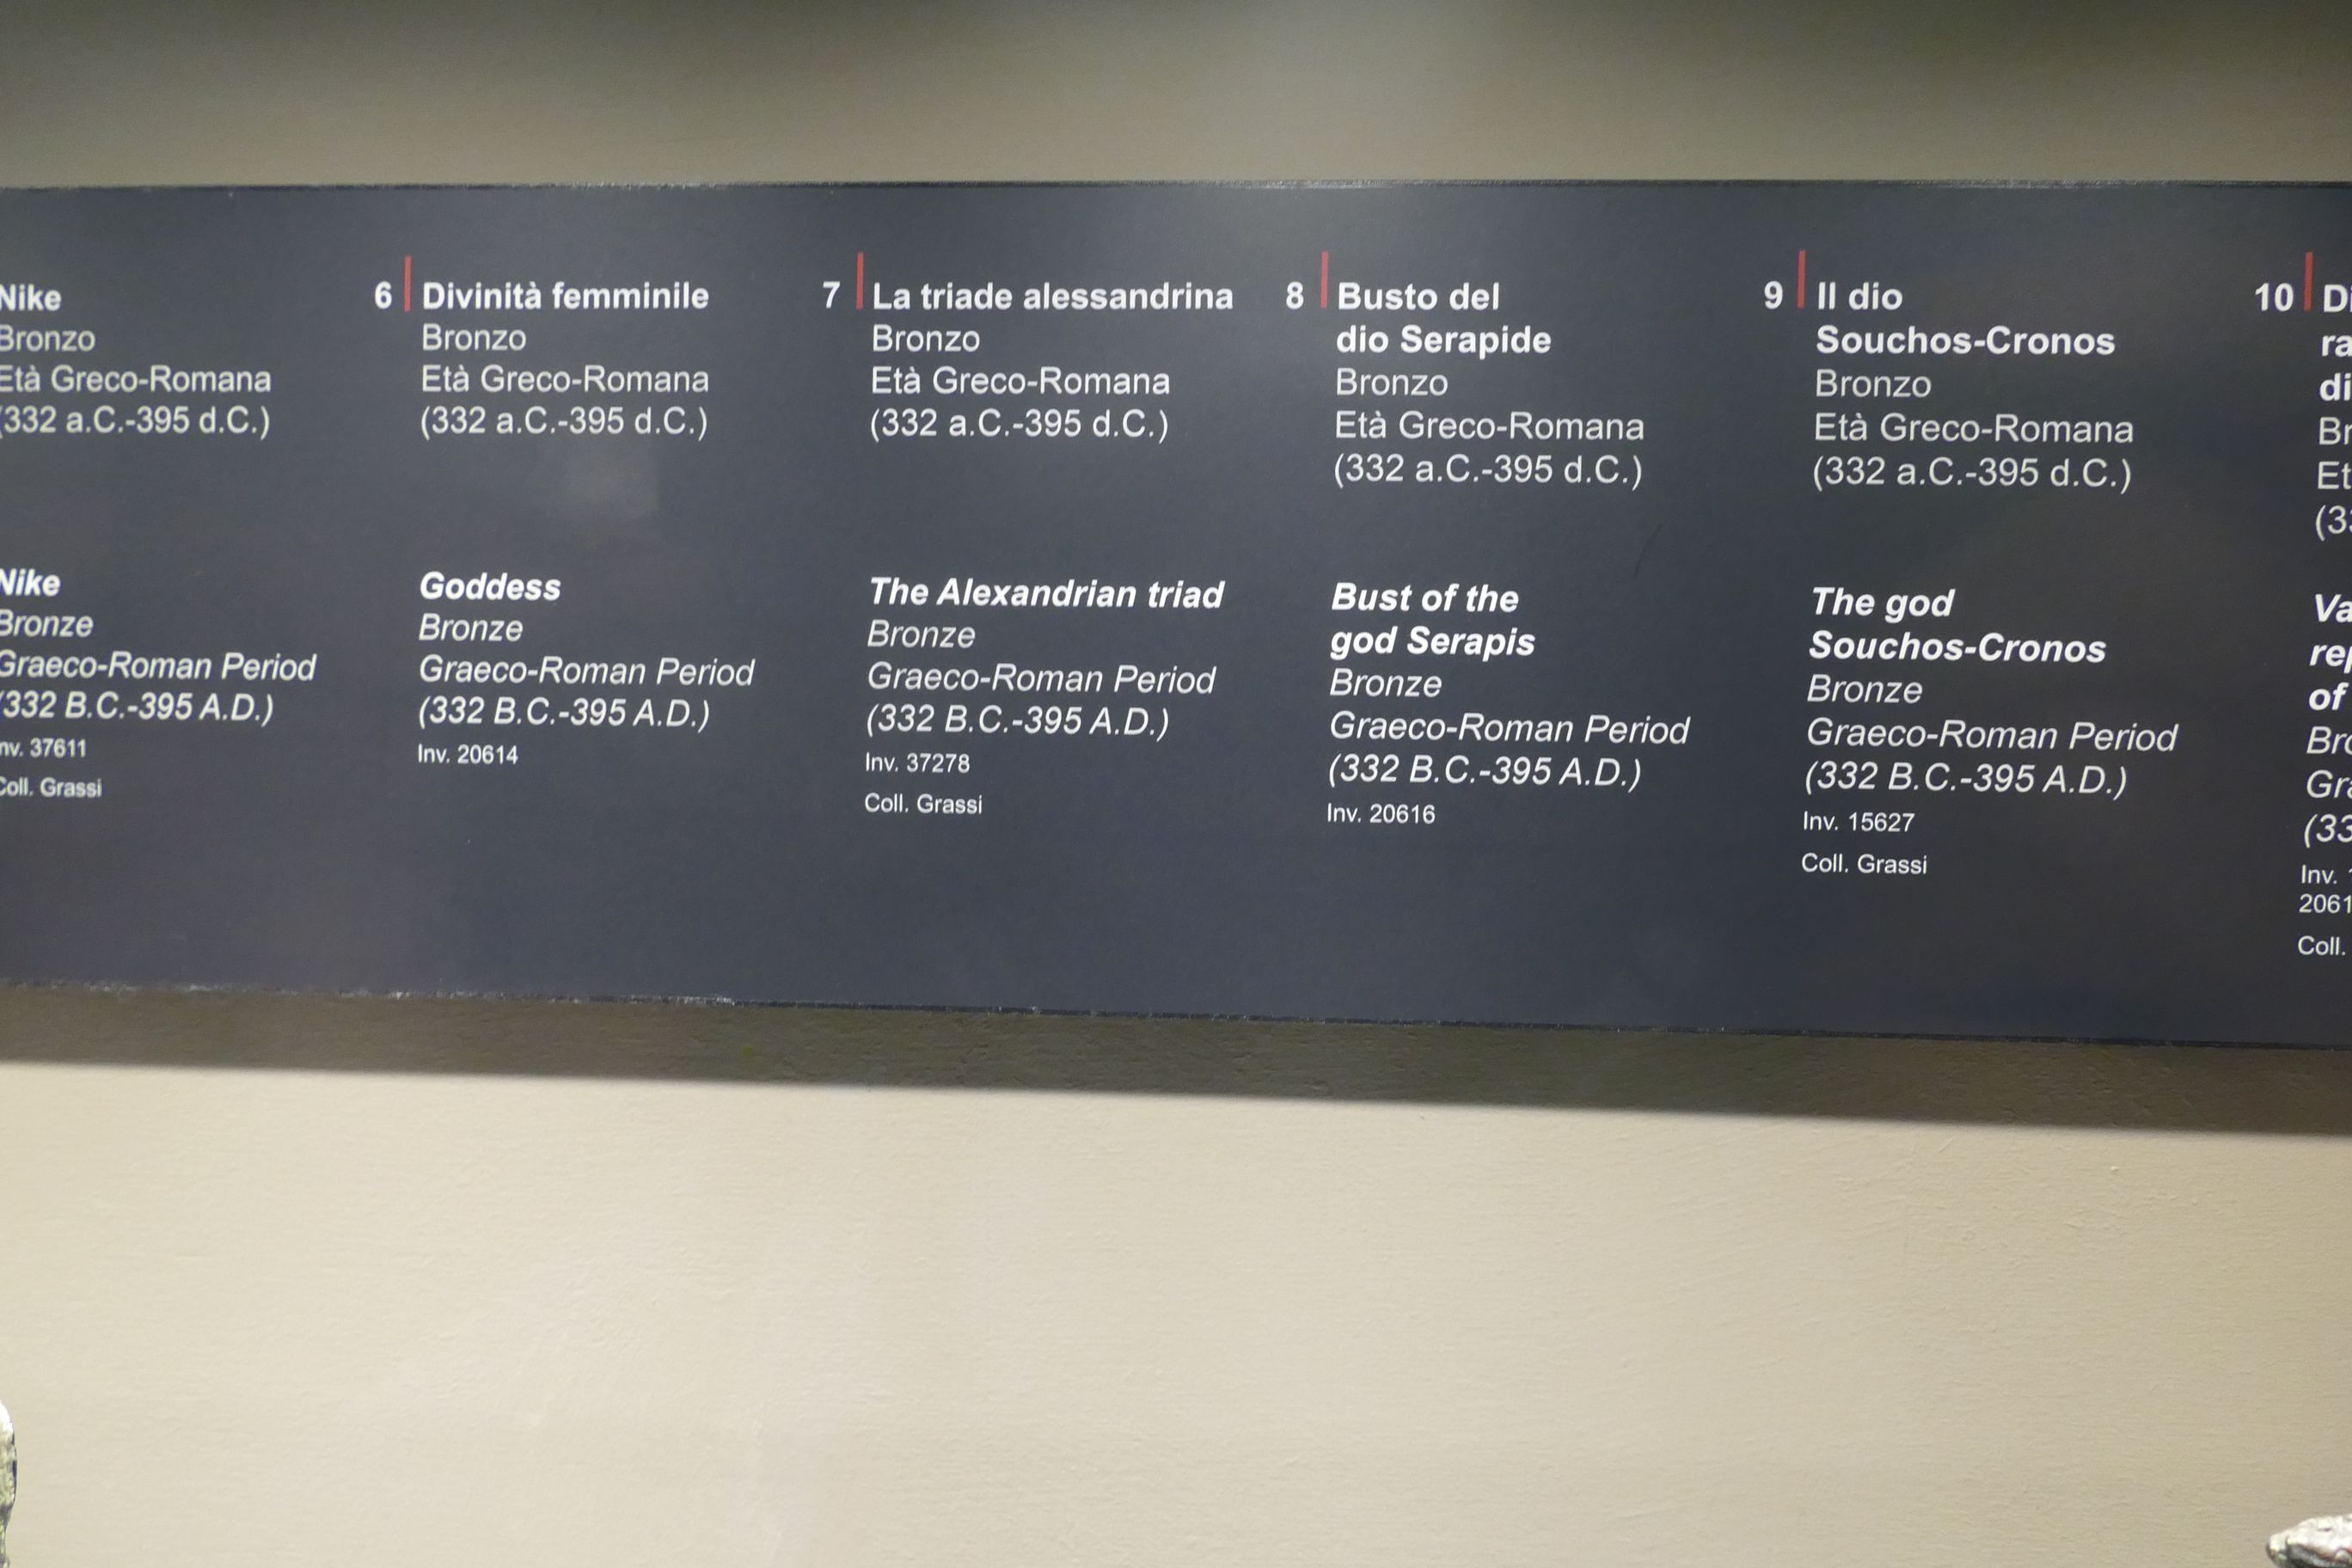 Nike
Bronzo
Età Greco-Romana
(332 a.C.-395 d.C.)
Nike
Bronze
Graeco-Roman Period
(332 B.C.-395 A.D.)
Inv. 37611
Coll. Grassi
6 Divinità femminile
Bronzo
Età Greco-Romana
(332 a.C.-395 d.C.)
Goddess
Bronze
Graeco-Roman Period
(332 B.C.-395 A.D.)
Inv. 20614
7 La triade alessandrina
Bronzo
Età Greco-Romana
(332 a.C.-395 d.C.)
The Alexandrian triad
Bronze
Graeco-Roman Period
(332 B.C.-395 A.D.)
Inv. 37278
Coll. Grassi
8 Busto del
dio Serapide
Bronzo
Età Greco-Romana
(332 a.C.-395 d.C.)
Bust of the
god Serapis
Bronze
Graeco-Roman Period
(332 B.C.-395 A.D.)
Inv. 20616
9 Il dio
Souchos-Cronos
Bronzo
Età Greco-Romana
(332 a.C.-395 d.C.)
The god
Souchos-Cronos
Bronze
Graeco-Roman Period
(332 B.C.-395 A.D.)
Inv. 15627
Coll. Grassi
10
of
Inv.
Coll.